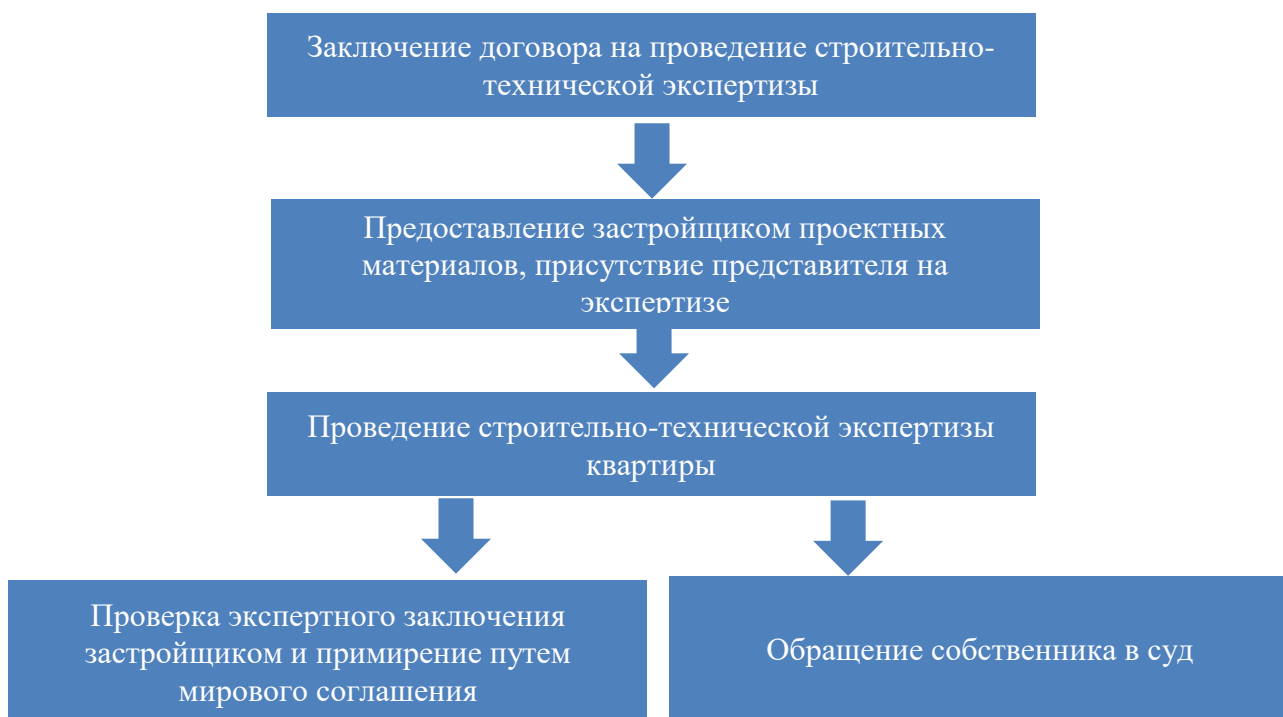 Заключение договора на проведение строительно-
технической экспертизы
Предоставление застройщиком проектных
материалов, присутствие представителя на
экспертизе
Проведение строительно-технической экспертизы
квартиры
Проверка экспертного заключения
застройщиком и примирение путем
мирового соглашения
Обращение собственника в суд